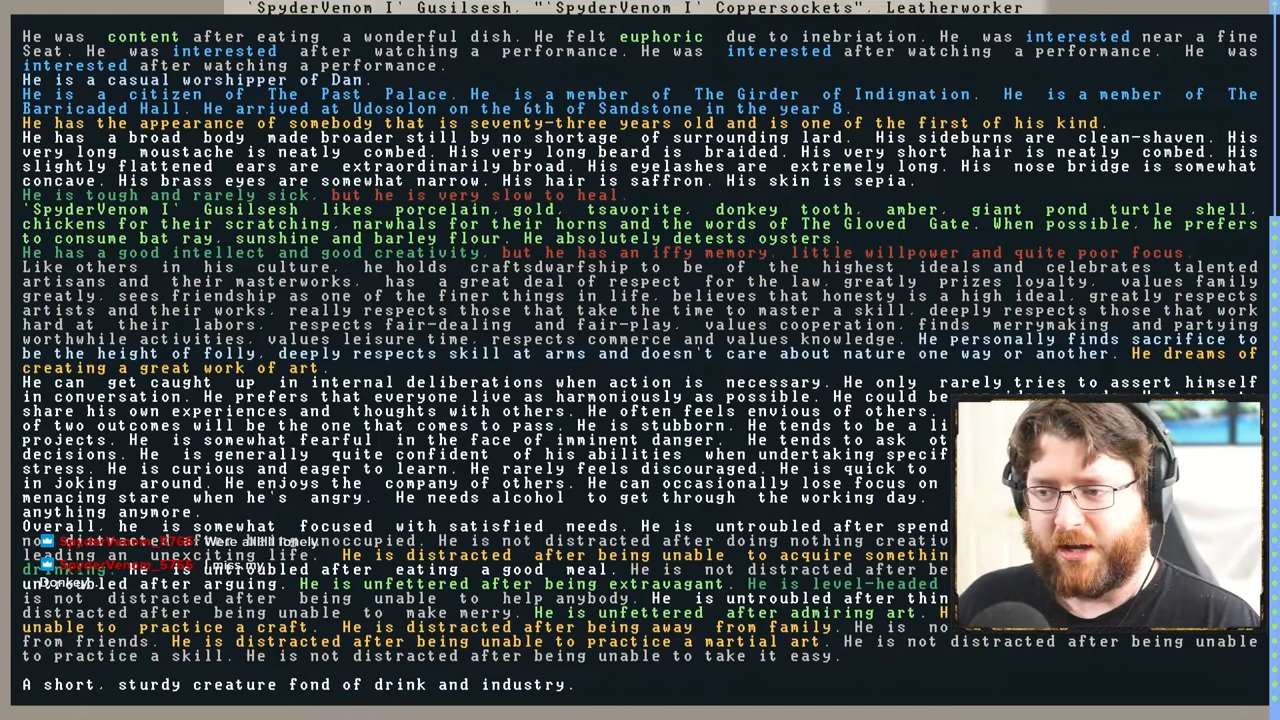 `SpyderVenom I' Gusilsesh, "`SpyderVenom I' Coppersockets", Leatherworker
He was content after eating a wonderful dish. He felt euphoric due to inebriation. He was interested near a fine
Seat. He was interested after watching a performance. He was interested after watching a performance. He was
interested after watching a performance.
He is a casual worshipper of Dan.
He is a citizen of The Past Palace. He is a member of The Girder of Indignation. He is a member of The
Barricaded Hall. He arrived at Udosolon on the 6th of Sandstone in the year 8.
He has the appearance of somebody that is seventy-three years old and is one of the first of his kind.
He has a broad body made broader still by no shortage of surrounding lard. His sideburns are clean-shaven. His
very long moustache is neatly combed. His very long beard is braided. His very short hair is neatly combed. His
slightly flattened ears are extraordinarily broad. His eyelashes are extremely long. His nose bridge is somewhat
concave. His brass eyes are somewhat narrow. His hair is saffron. His skin is sepia.
He is tough and rarely sick, but he is very slow to heal.
`SpyderVenom I' Gusilsesh likes porcelain, gold, tsavorite, donkey tooth, amber, giant pond turtle shell,
chickens for their scratching, narwhals for their horns and the words of The Gloved Gate. When possible, he prefers
to consume bat ray, sunshine and barley flour. He absolutely detests oysters.
He has a good intellect and good creativity, but he has an iffy memory, little willpower and quite poor focus.
Like others in his culture, he holds craftsdwarfship to be of the highest ideals and celebrates talented
artisans and their masterworks, has a great deal of respect for the law, greatly prizes loyalty, values family
greatly, sees friendship as one of the finer things in life, believes that honesty is a high ideal, greatly respects
artists and their works, really respects those that take the time to master a skill, deeply respects those that work
hard at their labors, respects fair-dealing and fair-play, values cooperation, finds merrymaking and partying
worthwhile activities, values leisure time, respects commerce and values knowledge. He personally finds sacrifice to
be the height of folly, deeply respects skill at arms and doesn't care about nature one way or another. He dreams of
creating a great work of art.
He can get caught up in internal deliberations when action is necessary. He only rarely tries to assert himself
in conversation. He prefers that everyone live as harmoniously as possible. He could be
share his own experiences and thoughts with others. He often feels envious of others.
of two outcomes will be the one that comes to pass. He is stubborn. He tends to be a li
projects. He is somewhat fearful in the face of imminent danger. He tends to ask ot
decisions. He is generally quite confident of his abilities when undertaking specif
stress. He is curious and eager to learn. He rarely feels discouraged. He is quick to
in joking around. He enjoys the company of others. He can occasionally lose focus on
menacing stare when he's angry. He needs alcohol to get through the working day.
anything anymore.
Overall, he is somewhat focused with satisfied needs. He is untroubled after spend
SpyderVenom_5765 Were allllll lonely
unoccupied. He is not distracted after doing nothing creativ
leading an unexciting life. He is distracted after being unable to acquire somethin
SpyderVenom_5765 I miss my
Donkey
drinking. He is untroubled after eating a good meal. He is not distracted after be
untroubled after arguing. He is unfettered after being extravagant. He is level-headed
is not distracted after being unable to help anybody. He is untroubled after thin
distracted after being unable to make merry. He is unfettered after admiring art. H
unable to practice a craft. He is distracted after being away from family. He is no
from friends. He is distracted after being unable to practice a martial art. He is not distracted after being unable
to practice a skill. He is not distracted after being unable to take it easy.
A short, sturdy creature fond of drink and industry.